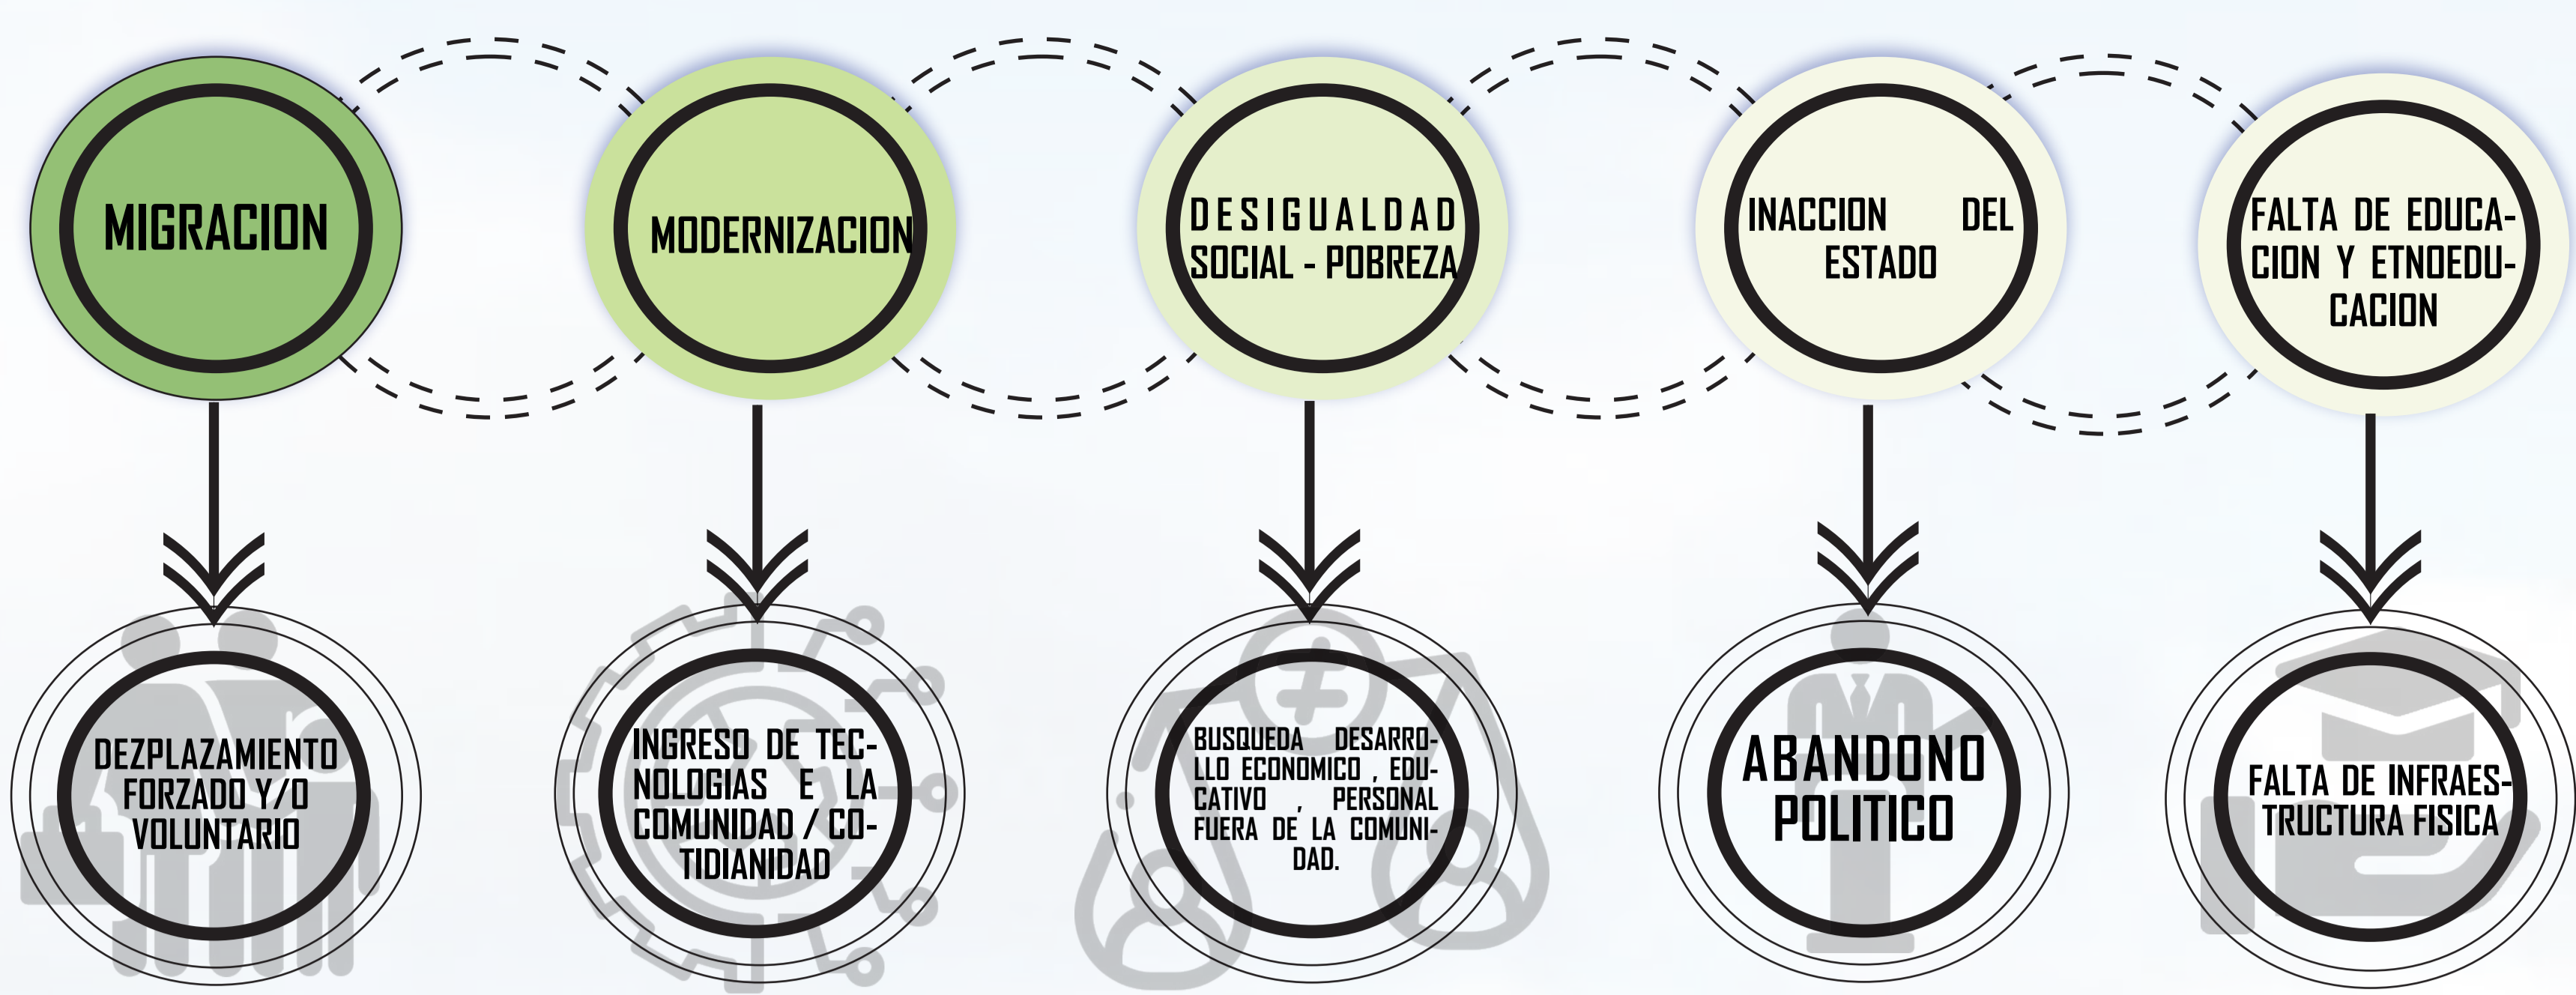 MIGRACION
MODERNIZACION
DESIGUALDAD
SOCIAL - POBREZA
INACCION DEL
ESTADO
FALTA DE EDUCA-
CION Y ETNOEDU-
CACION
DEZPLAZAMIENTO
FORZADO Y/O
VOLUNTARIO
INGRESO DE TEC-
NOLOGIAS E LA
COMUNIDAD / CO-
TIDIANIDAD
BUSQUEDA DESARRO-
LLO ECONOMICO , EDU-
CATIVO , PERSONAL
FUERA DE LA COMUNI-
DAD.
ABANDONO
POLITICO
FALTA DE INFRAES-
TRUCTURA FISICA